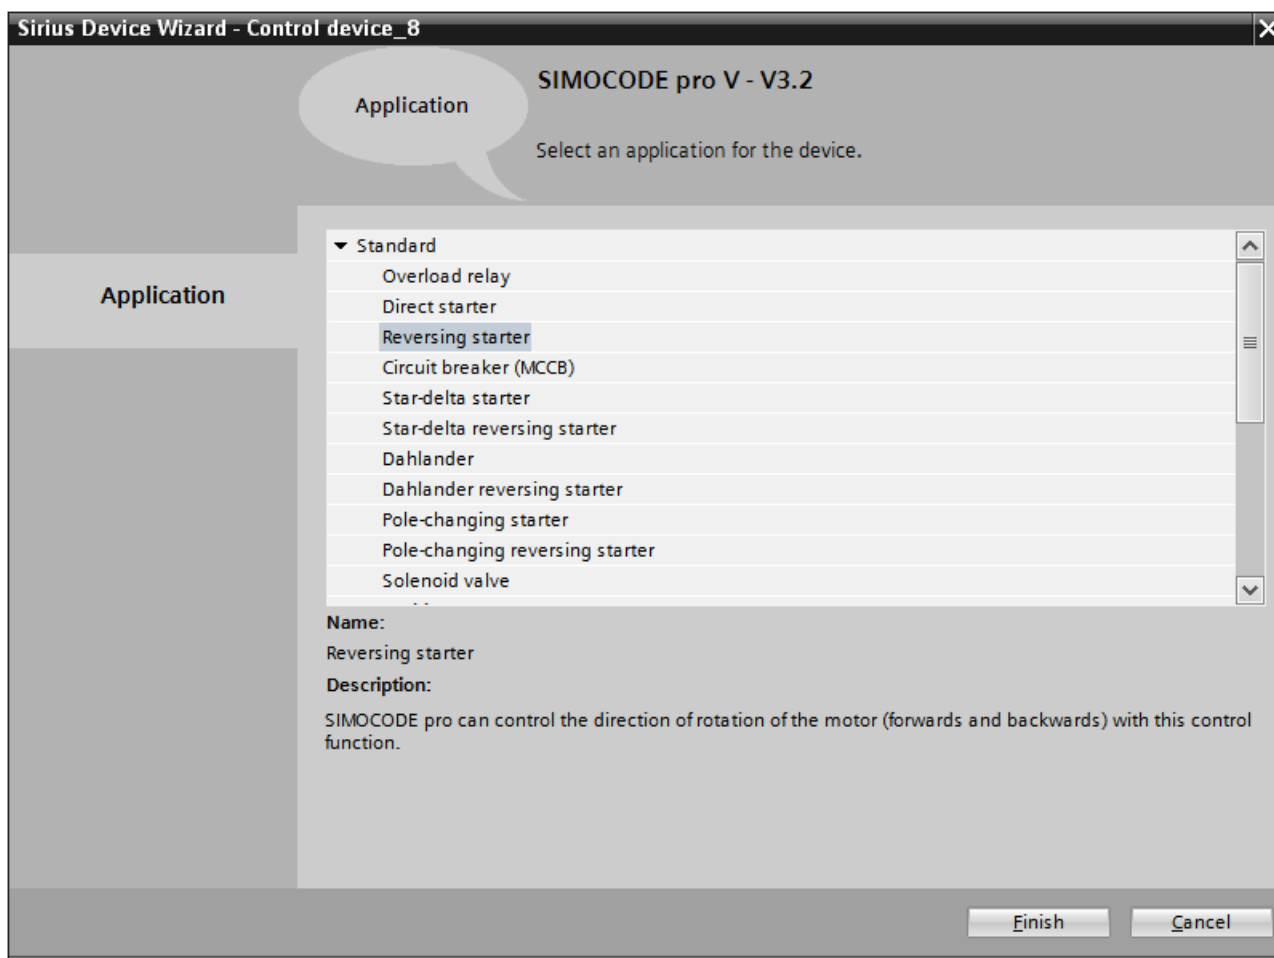 Sirius Device Wizard - Control device_8
Application
SIMOCODE pro V - V3.2
Select an application for the device.
Application
Standard
Overload relay
Direct starter
Reversing starter
Circuit breaker (MCCB)
Star-delta starter
Star-delta reversing starter
Dahlander
Dahlander reversing starter
Pole-changing starter
Pole-changing reversing starter
Solenoid valve
Name:
Reversing starter
Description:
SIMOCODE pro can control the direction of rotation of the motor (forwards and backwards) with this control
function.
Finish
Cancel